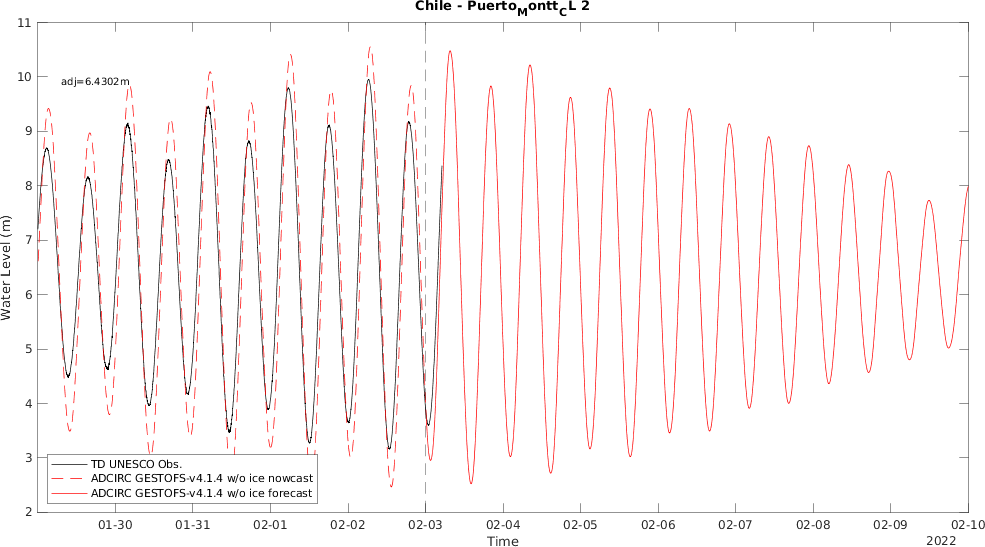 Chile - PuertoMonttCL 2
adj=6.4302m
Water Level (m)
11
10
9
8
7
6
5
4
3
2
TD UNESCO Obs.
ADCIRC GESTOFS-v4.1.4 w/o ice nowcast
ADCIRC GESTOFS-v4.1.4 w/o ice forecast
01-30 01-31 02-01 02-02 02-03 02-04 02-05 02-06 02-07 02-08 02-09 02-10
Time
2022